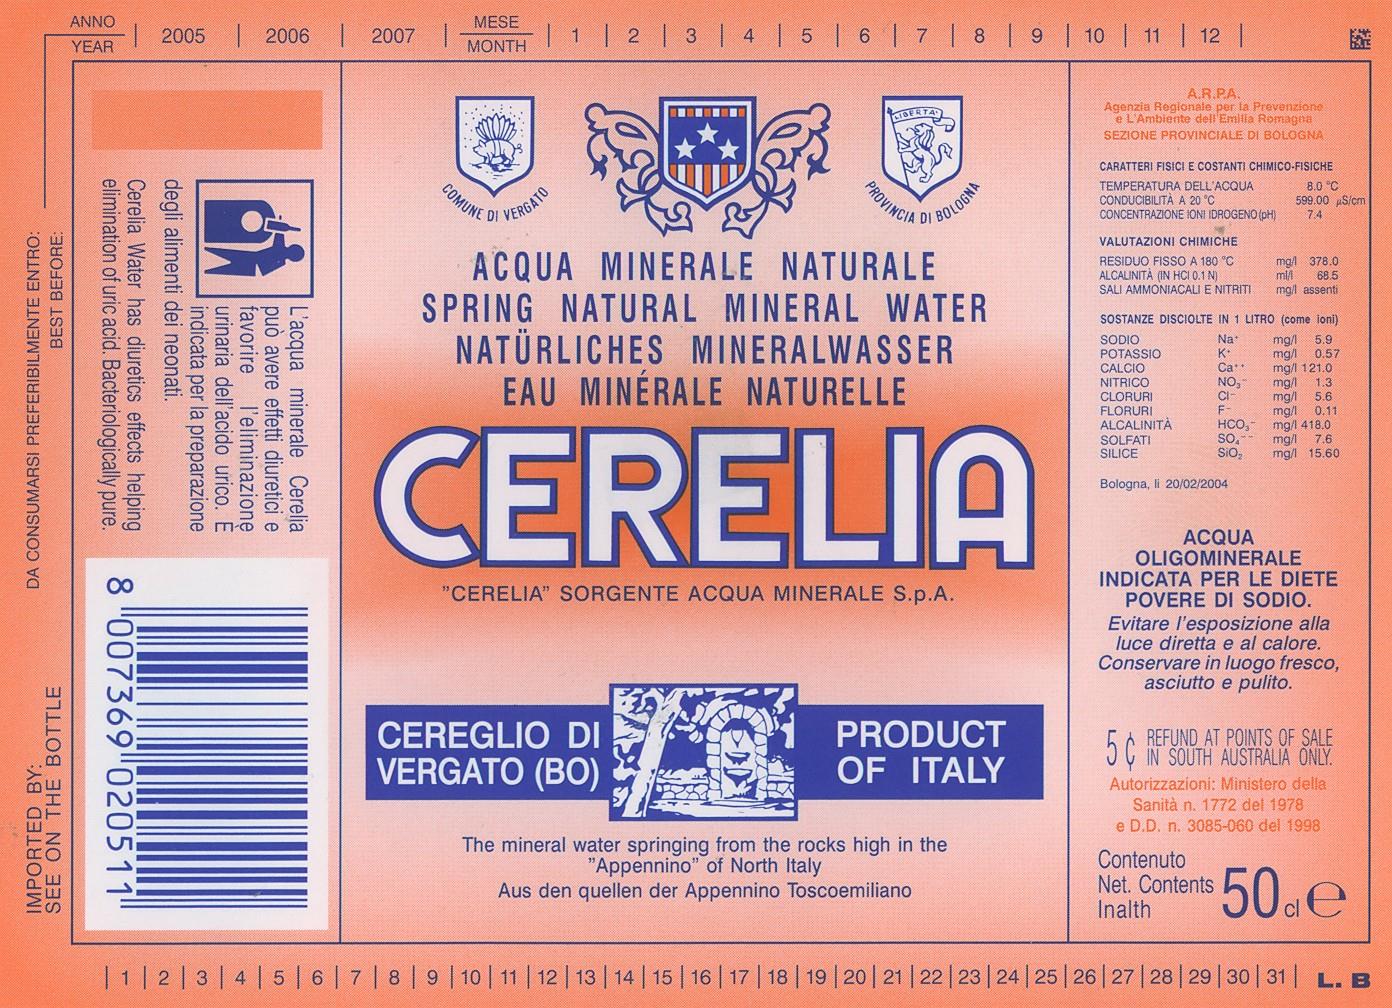 ANNO
YEAR
2005 2006 2007
MESE
MONTH
1 2 3 4 5 6 7 8 9 10 11 12
DA CONSUMARSI PREFERIBILMENTE ENTRO:
BEST BEFORE:
IMPORTED BY:
SEE ON THE BOTTLE
L'acqua minerale Cerelia
può avere effetti diuretici e
favorire l'eliminazione
urinaria dell'acido urico. È
indicata per la preparazione
degli alimenti dei neonati.
Cerelia Water has diuretics effects helping
elimination of uric acid. Bacteriologically pure.
8 007369 020511
COMUNE DI VERGATO
LIBERTA'
PROVINCIA DI BOLOGNA
ACQUA MINERALE NATURALE
SPRING NATURAL MINERAL WATER
NATÜRLICHES MINERALWASSER
EAU MINÉRALE NATURELLE
CERELIA
"CERELIA" SORGENTE ACQUA MINERALE S.p.A.
CEREGLIO DI
VERGATO (BO)
PRODUCT
OF ITALY
The mineral water springing from the rocks high in the
"Appennino" of North Italy
Aus den quellen der Appennino Toscoemiliano
A.R.P.A.
Agenzia Regionale per la Prevenzione
e L'Ambiente dell'Emilia Romagna
SEZIONE PROVINCIALE DI BOLOGNA
CARATTERI FISICI E COSTANTI CHIMICO-FISICHE
TEMPERATURA DELL'ACQUA 8.0 °C
CONDUCIBILITÀ A 20 °C 599.00 µS/cm
CONCENTRAZIONE IONI IDROGENO (pH) 7.4
VALUTAZIONI CHIMICHE
RESIDUO FISSO A 180 °C mg/l 378.0
ALCALINITÀ (IN HCl 0.1 N) ml/l 68.5
SALI AMMONIACALI E NITRITI mg/l assenti
SOSTANZE DISCIOLTE IN 1 LITRO (come ioni)
SODIO Na⁺ mg/l 5.9
POTASSIO K⁺ mg/l 0.57
CALCIO Ca⁺⁺ mg/l 121.0
NITRICO NO₃⁻ mg/l 1.3
CLORURI Cl⁻ mg/l 5.6
FLORURI F⁻ mg/l 0.11
ALCALINITÀ HCO₃⁻ mg/l 418.0
SOLFATI SO₄⁻⁻ mg/l 7.6
SILICE SiO₂ mg/l 15.60
Bologna, li 20/02/2004
ACQUA
OLIGOMINERALE
INDICATA PER LE DIETE
POVERE DI SODIO.
Evitare l'esposizione alla
luce diretta e al calore.
Conservare in luogo fresco,
asciutto e pulito.
5 ¢ REFUND AT POINTS OF SALE
IN SOUTH AUSTRALIA ONLY.
Autorizzazioni: Ministero della
Sanità n. 1772 del 1978
e D.D. n. 3085-060 del 1998
Contenuto
Net. Contents
Inalth
50 cl e
1 2 3 4 5 6 7 8 9 10 11 12 13 14 15 16 17 18 19 20 21 22 23 24 25 26 27 28 29 30 31 L. B